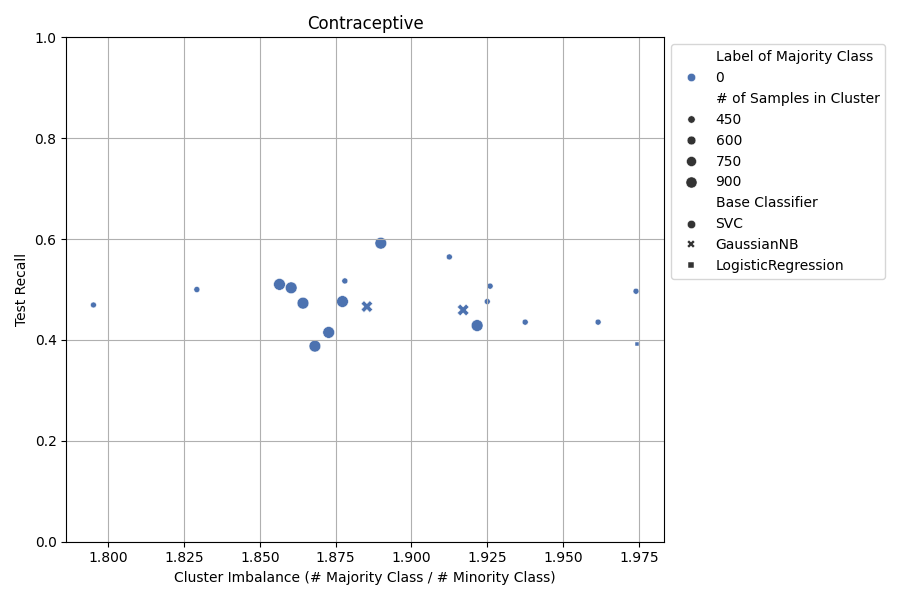 Contraceptive
1.0
0.8
0.6
0.4
0.2
0.0
Test Recall
1.800
1.825
1.850
1.875
1.900
1.925
1.950
1.975
Cluster Imbalance (# Majority Class / # Minority Class)
Label of Majority Class
0
# of Samples in Cluster
450
600
750
900
Base Classifier
SVC
GaussianNB
LogisticRegression